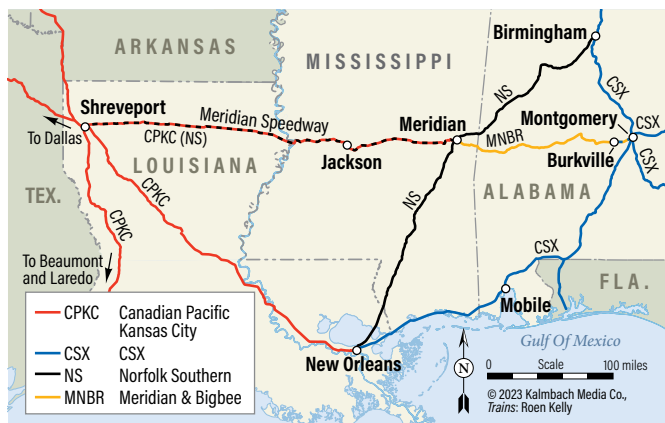 ARKANSAS
MISSISSIPPI
Birmingham
CSX
NS
Shreveport
Meridian Speedway
Meridian
Montgomery
CSX
To Dallas
CPKC (NS)
MNBR
Jackson
Burkville
CSX
LOUISIANA
ALABAMA
TEX.
CPKC
CPKC
NS
To Beaumont
and Laredo
CSX
FLA.
Mobile
New Orleans
Gulf Of Mexico
CPKC Canadian Pacific
Kansas City
CSX CSX
NS Norfolk Southern
MNBR Meridian & Bigbee
N
0 Scale 100 miles
© 2023 Kalmbach Media Co.,
Trains: Roen Kelly